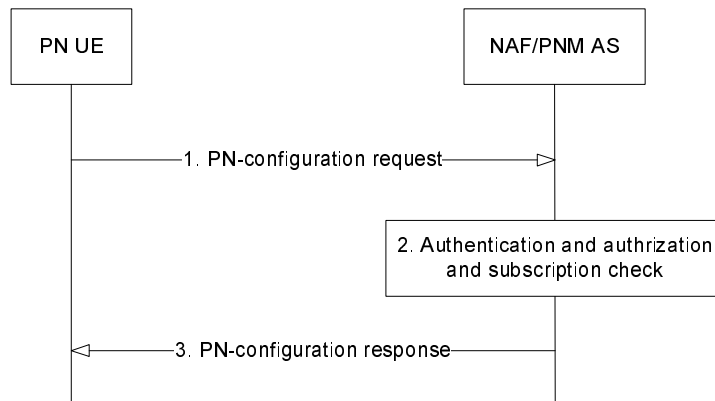 PN UE
NAF/PNM AS
1. PN-configuration request
2. Authentication and authrization
and subscription check
3. PN-configuration response